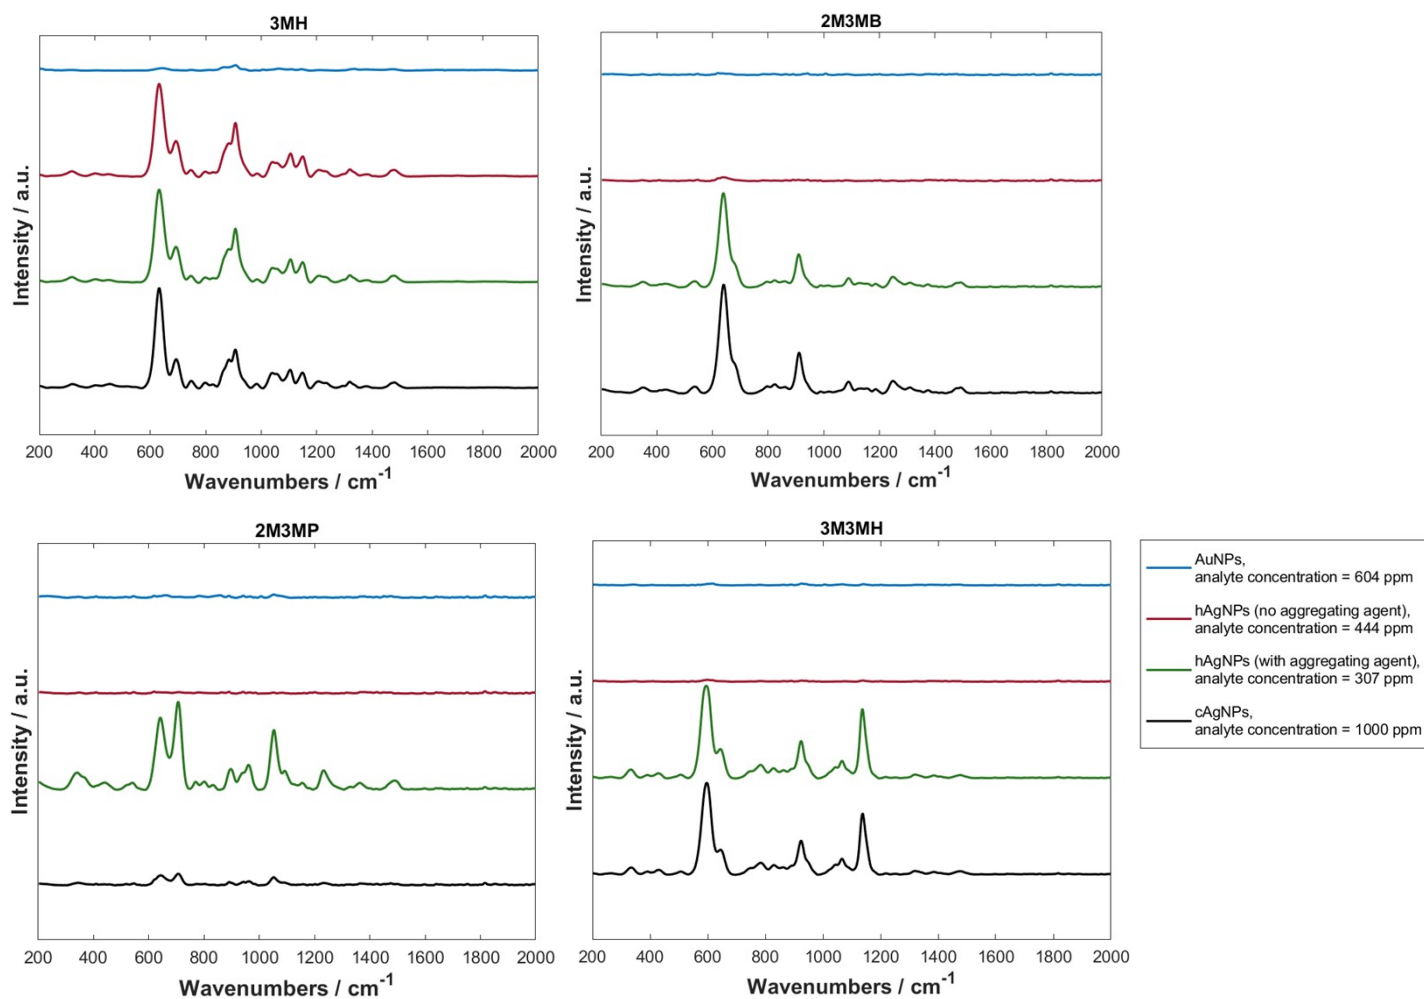 3MH
Intensity / a.u.
200 400 600 800 1000 1200 1400 1600 1800 2000
Wavenumbers / cm⁻¹
2M3MB
Intensity / a.u.
200 400 600 800 1000 1200 1400 1600 1800 2000
Wavenumbers / cm⁻¹
2M3MP
Intensity / a.u.
200 400 600 800 1000 1200 1400 1600 1800 2000
Wavenumbers / cm⁻¹
3M3MH
Intensity / a.u.
200 400 600 800 1000 1200 1400 1600 1800 2000
Wavenumbers / cm⁻¹
AuNPs,
analyte concentration = 604 ppm
hAgNPs (no aggregating agent),
analyte concentration = 444 ppm
hAgNPs (with aggregating agent),
analyte concentration = 307 ppm
cAgNPs,
analyte concentration = 1000 ppm